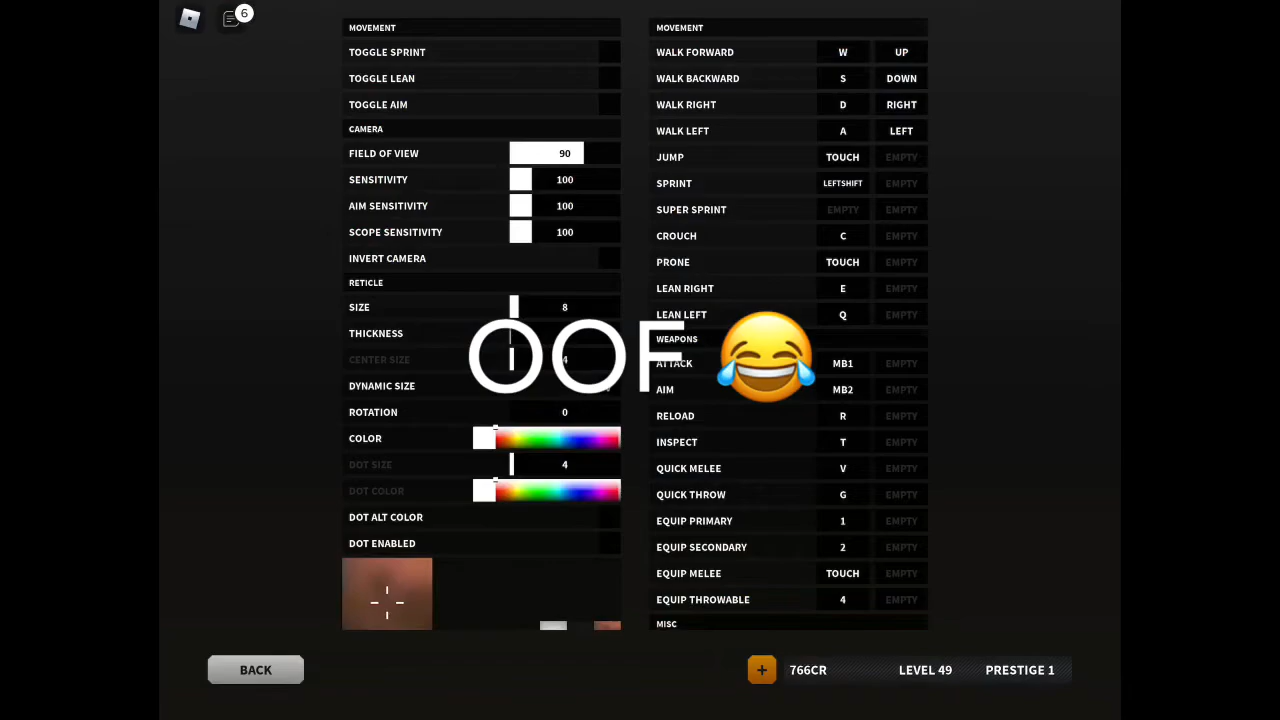 6
MOVEMENT
TOGGLE SPRINT
TOGGLE LEAN
TOGGLE AIM
CAMERA
FIELD OF VIEW 90
SENSITIVITY 100
AIM SENSITIVITY 100
SCOPE SENSITIVITY 100
INVERT CAMERA
RETICLE
SIZE 8
THICKNESS
CENTER SIZE 4
DYNAMIC SIZE
ROTATION 0
COLOR
DOT SIZE 4
DOT COLOR
DOT ALT COLOR
DOT ENABLED
MOVEMENT
WALK FORWARD W UP
WALK BACKWARD S DOWN
WALK RIGHT D RIGHT
WALK LEFT A LEFT
JUMP TOUCH EMPTY
SPRINT LEFTSHIFT EMPTY
SUPER SPRINT EMPTY EMPTY
CROUCH C EMPTY
PRONE TOUCH EMPTY
LEAN RIGHT E EMPTY
LEAN LEFT Q EMPTY
WEAPONS
ATTACK MB1 EMPTY
AIM MB2 EMPTY
RELOAD R EMPTY
INSPECT T EMPTY
QUICK MELEE V EMPTY
QUICK THROW G EMPTY
EQUIP PRIMARY 1 EMPTY
EQUIP SECONDARY 2 EMPTY
EQUIP MELEE TOUCH EMPTY
EQUIP THROWABLE 4 EMPTY
MISC
OOF 😂
BACK
+ 766CR LEVEL 49 PRESTIGE 1